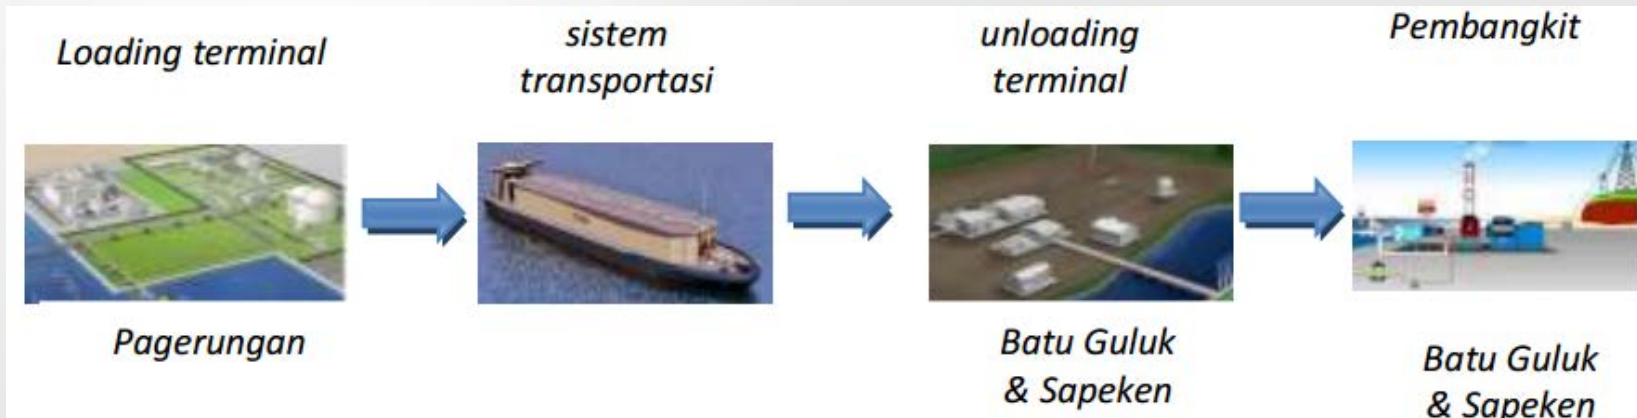 Loading terminal
sistem
transportasi
unloading
terminal
Pembangkit
Pagerungan
Batu Guluk
& Sapeken
Batu Guluk
& Sapeken